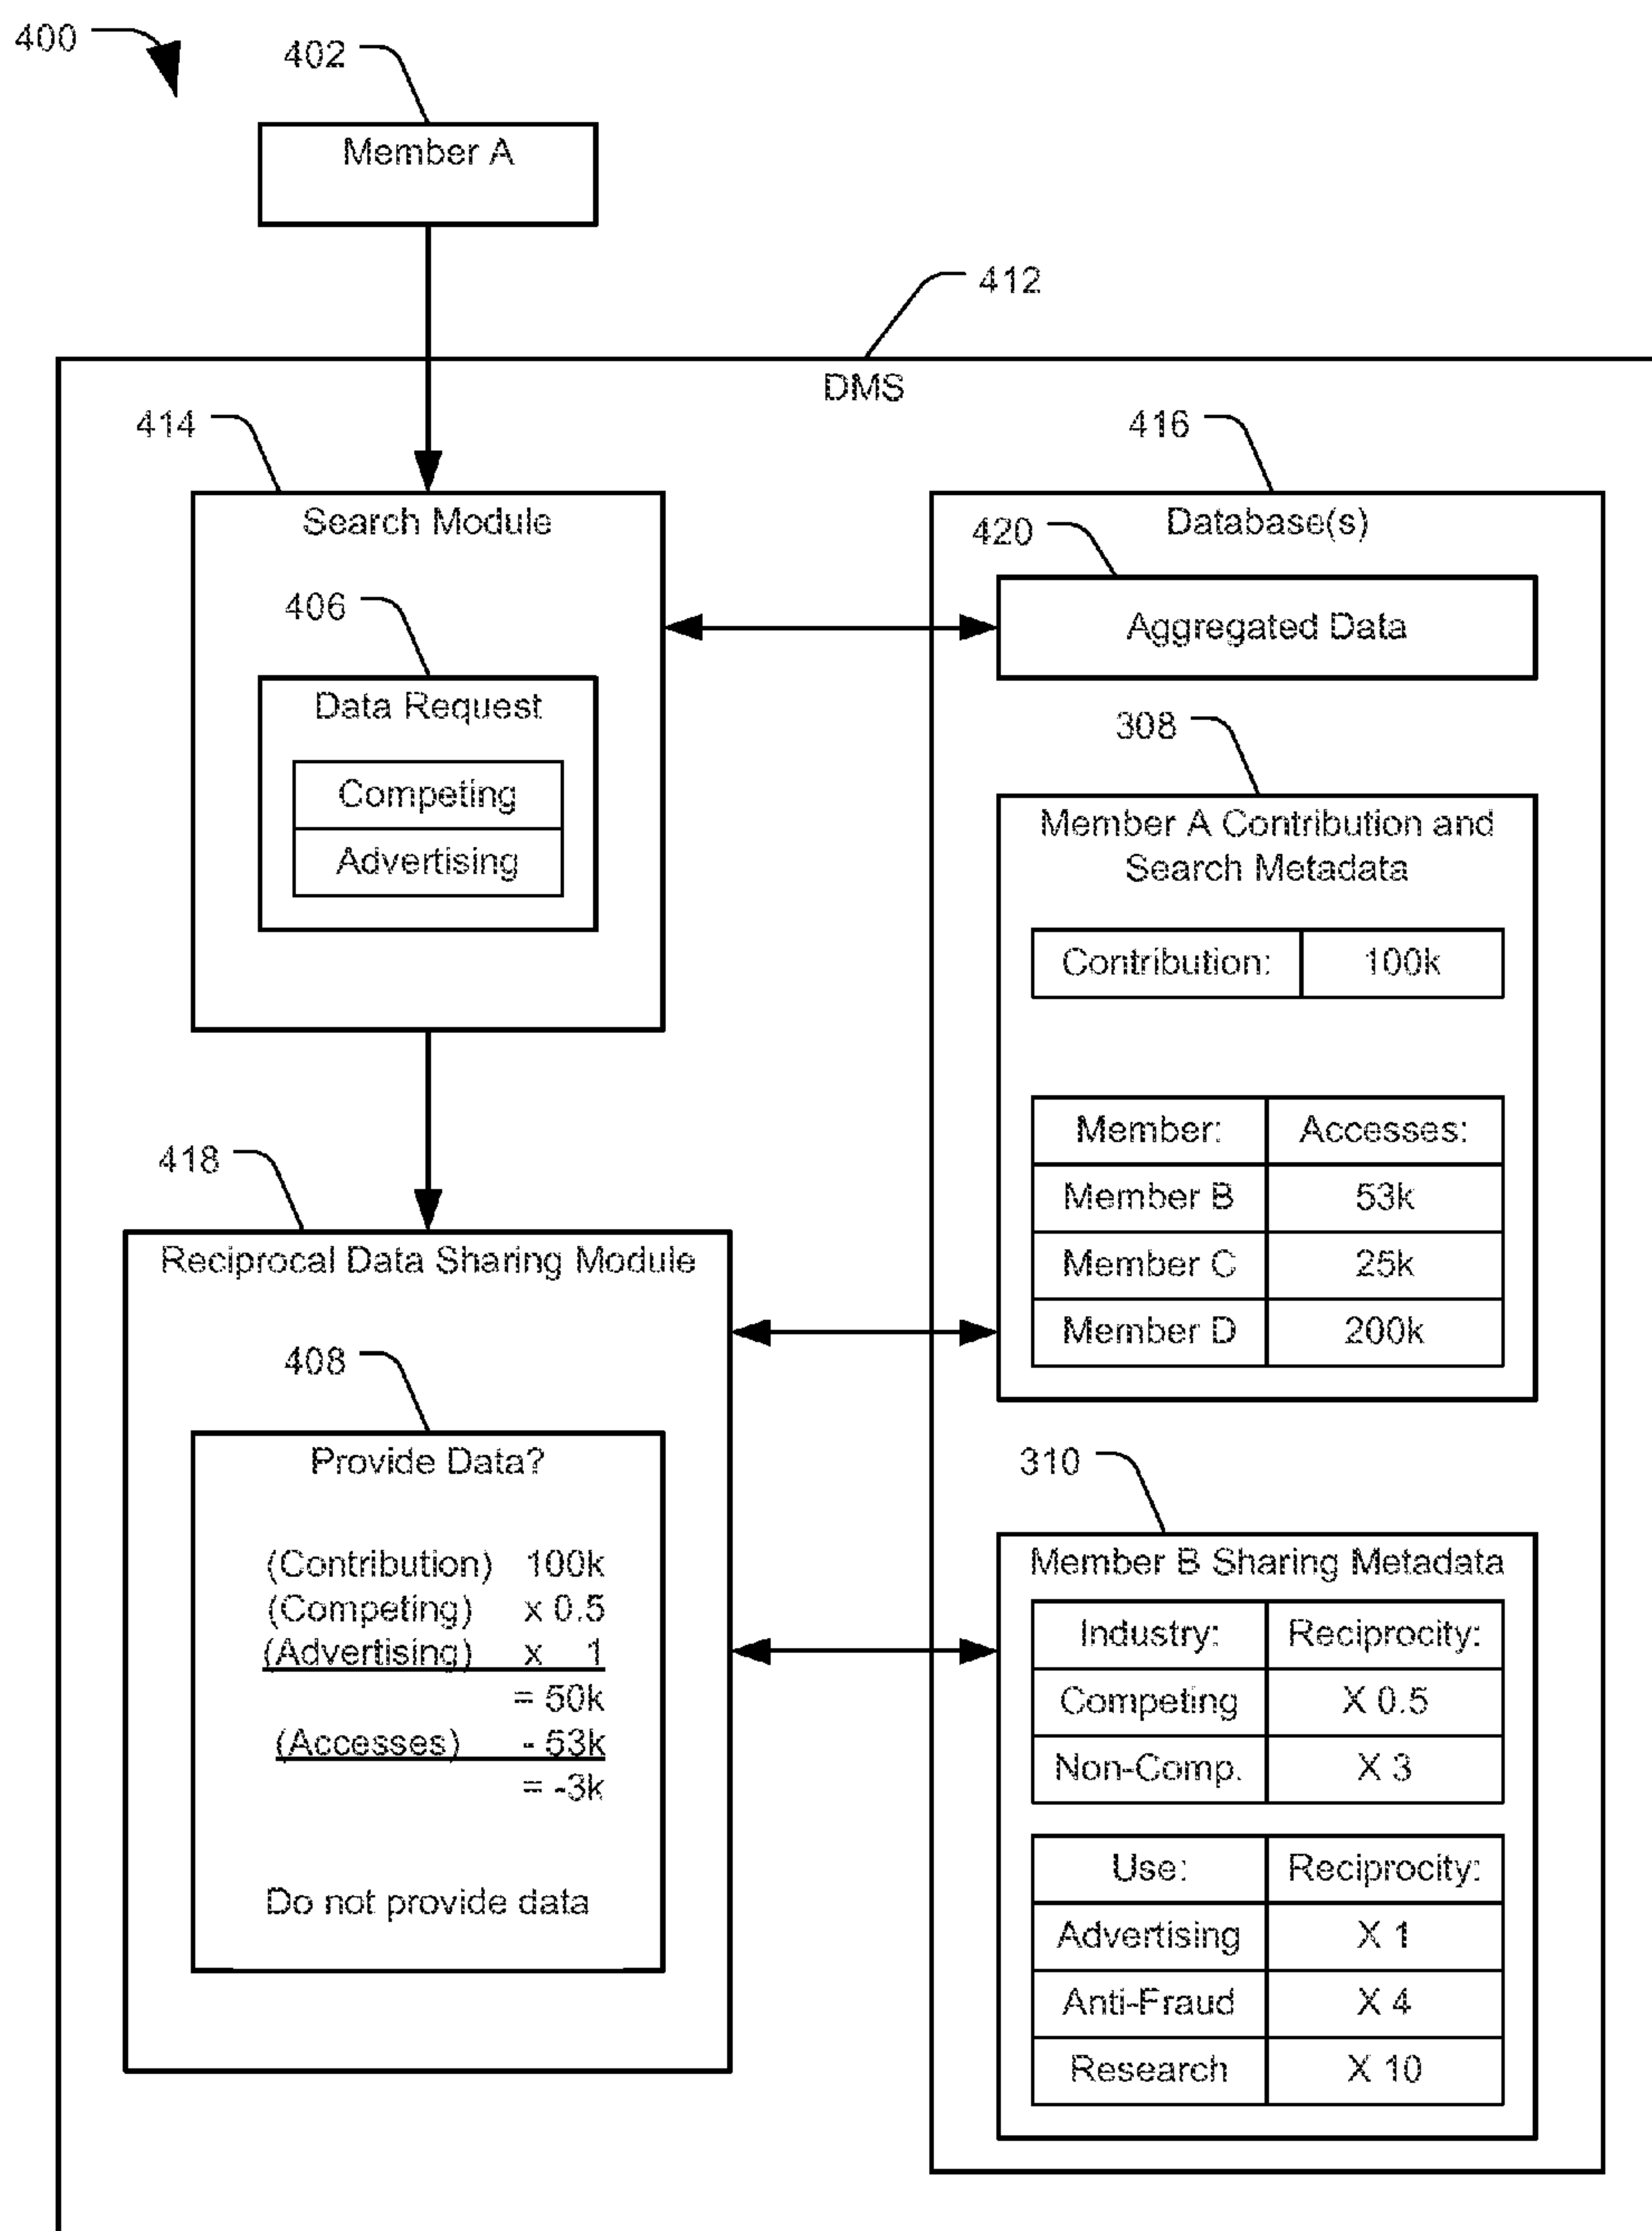 400
402
Member A
412
DMS
414
Search Module
406
Data Request
Competing
Advertising
416
Database(s)
420
Aggregated Data
308
Member A Contribution and
Search Metadata
Contribution: 100k
Member: Accesses:
Member B 53k
Member C 25k
Member D 200k
418
Reciprocal Data Sharing Module
408
Provide Data?
(Contribution) 100k
(Competing) x 0.5
(Advertising) x 1
= 50k
(Accesses) - 53k
= -3k
Do not provide data
310
Member B Sharing Metadata
Industry: Reciprocity:
Competing X 0.5
Non-Comp. X 3
Use: Reciprocity:
Advertising X 1
Anti-Fraud X 4
Research X 10